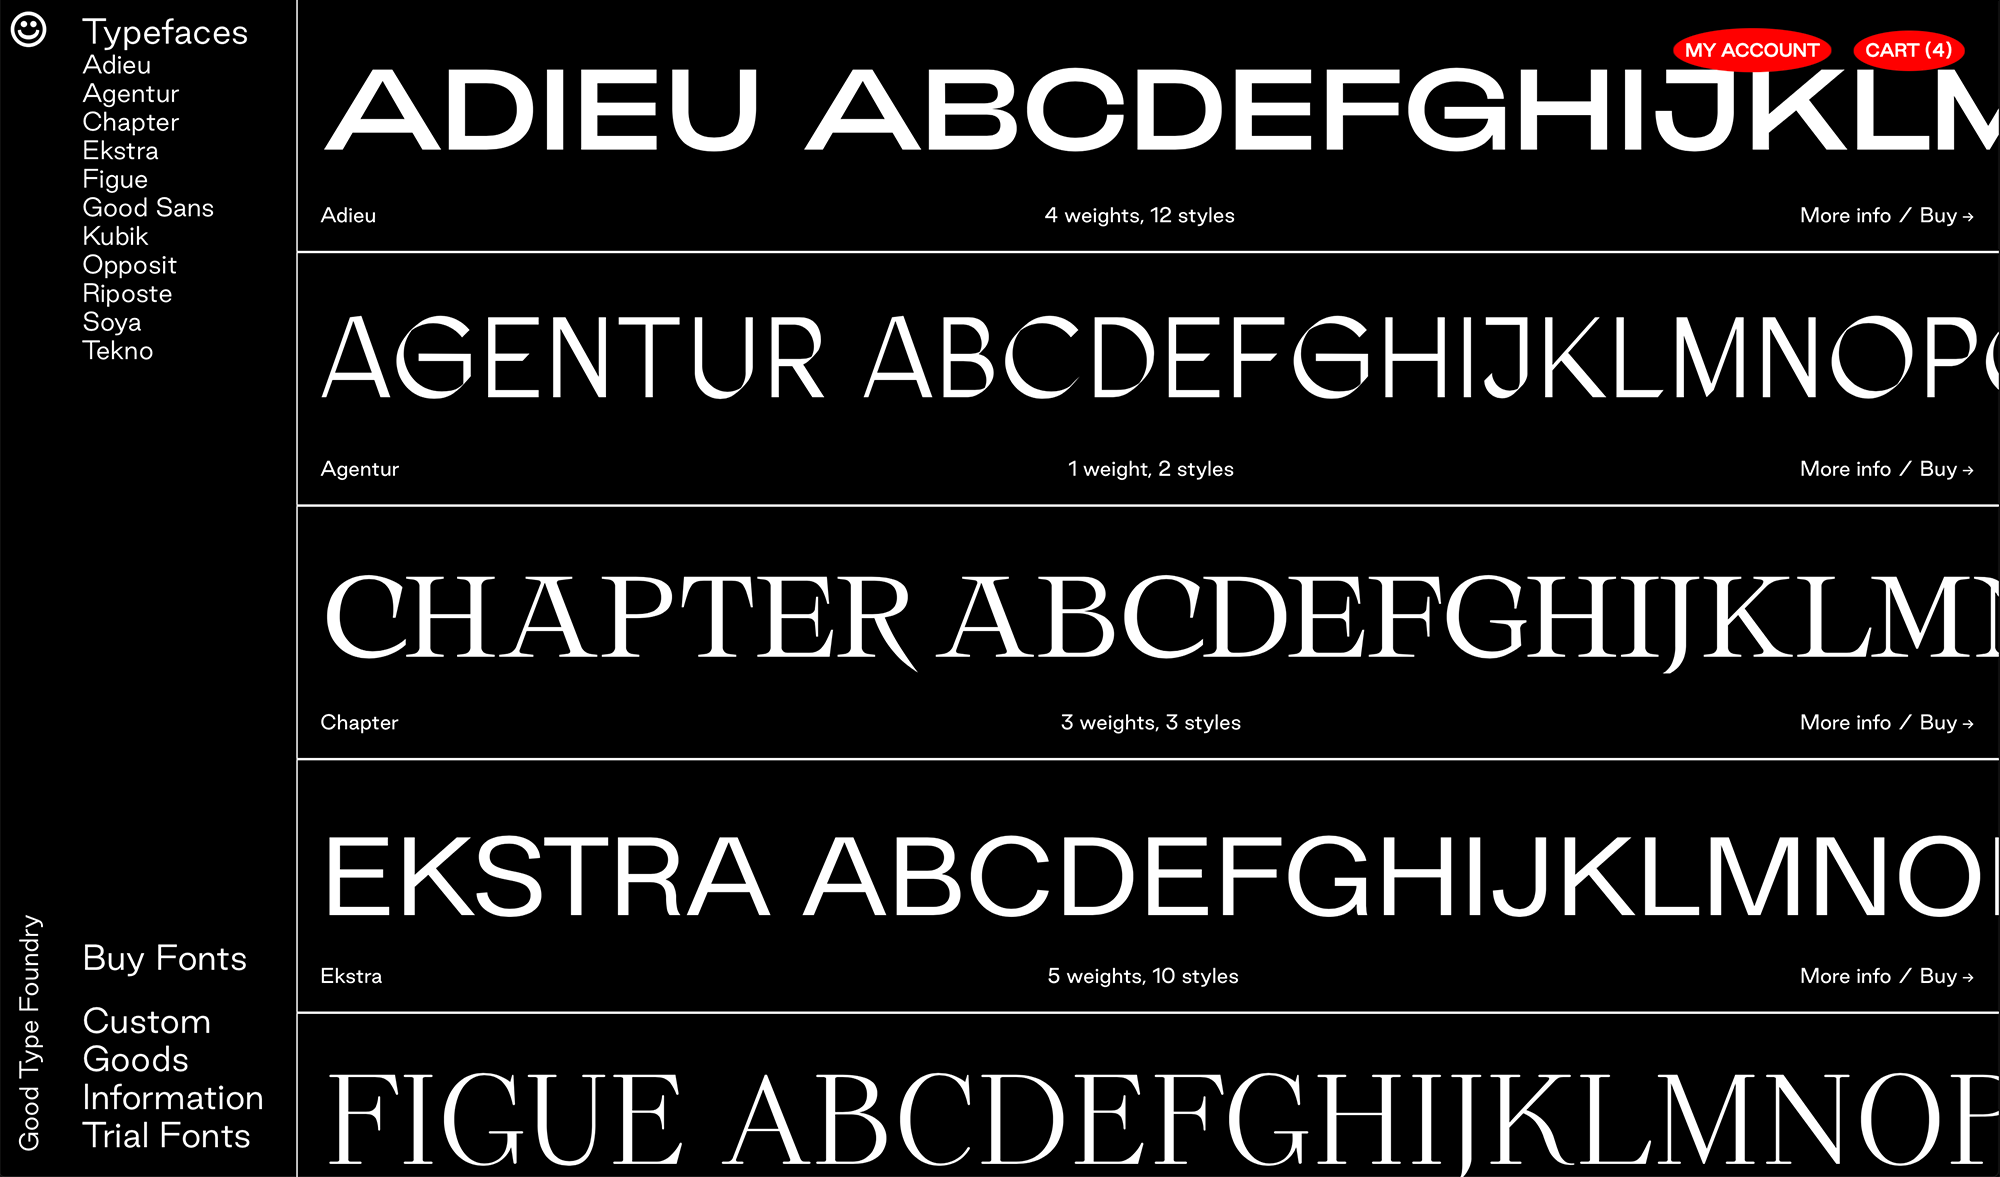 Typefaces
Adieu
Agentur
Chapter
Ekstra
Figue
Good Sans
Kubik
Opposit
Riposte
Soya
Tekno
Buy Fonts
Custom
Goods
Information
Trial Fonts
Good Type Foundry
MY ACCOUNT
CART (4)
ADIEU ABCDEFGHIJKLM
Adieu
4 weights, 12 styles
More info / Buy →
AGENTUR ABCDEFGHIJKLMNOP
Agentur
1 weight, 2 styles
More info / Buy →
CHAPTER ABCDEFGHIJKLM
Chapter
3 weights, 3 styles
More info / Buy →
EKSTRA ABCDEFGHIJKLMNO
Ekstra
5 weights, 10 styles
More info / Buy →
FIGUE ABCDEFGHIJKLMNOP